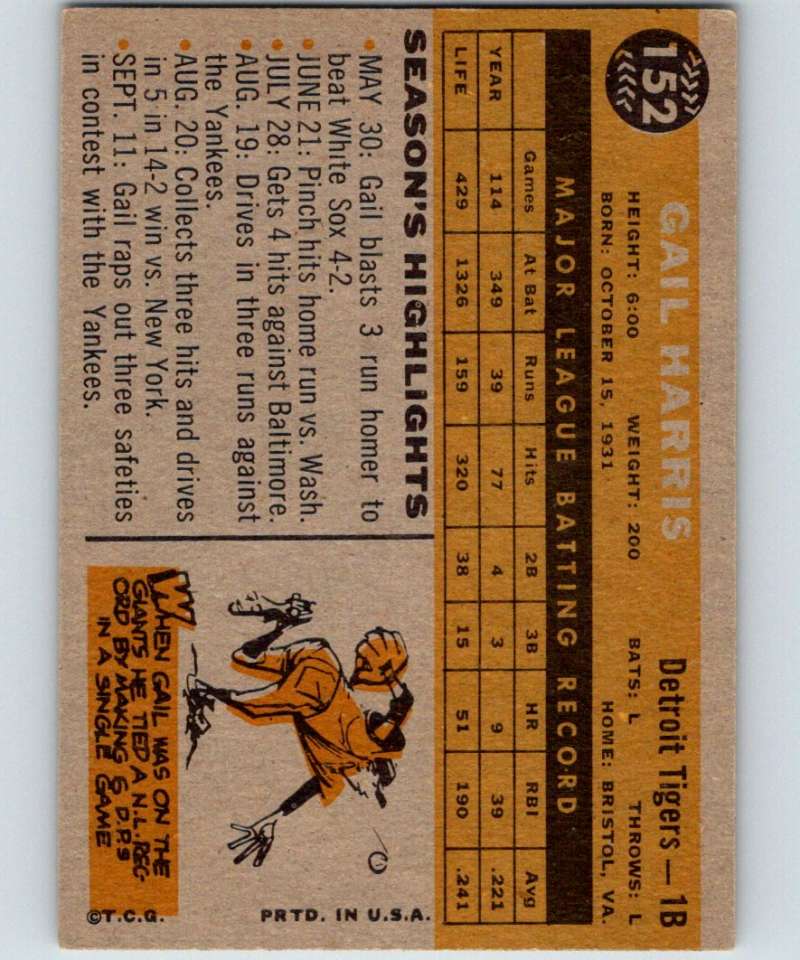 152
GAIL HARRIS
Detroit Tigers — 1B
HEIGHT: 6:00 WEIGHT: 200 BATS: L THROWS: L
BORN: OCTOBER 15, 1931 HOME: BRISTOL, VA.
MAJOR LEAGUE BATTING RECORD
Games At Bat Runs Hits 2B 3B HR RBI Avg
YEAR 114 349 39 77 4 3 9 39 .221
LIFE 429 1326 159 320 38 15 51 190 .241
SEASON'S HIGHLIGHTS
• MAY 30: Gail blasts 3 run homer to
beat White Sox 4-2.
• JUNE 21: Pinch hits home run vs. Wash.
• JULY 28: Gets 4 hits against Baltimore.
• AUG. 19: Drives in three runs against
the Yankees.
• AUG. 20: Collects three hits and drives
in 5 in 14-2 win vs. New York.
• SEPT. 11: Gail raps out three safeties
in contest with the Yankees.
WHEN GAIL WAS ON THE
GIANTS HE TIED A N.L. REC-
ORD BY MAKING 5 D.P.'S
IN A SINGLE GAME
©T.C.G. PRTD. IN U.S.A.